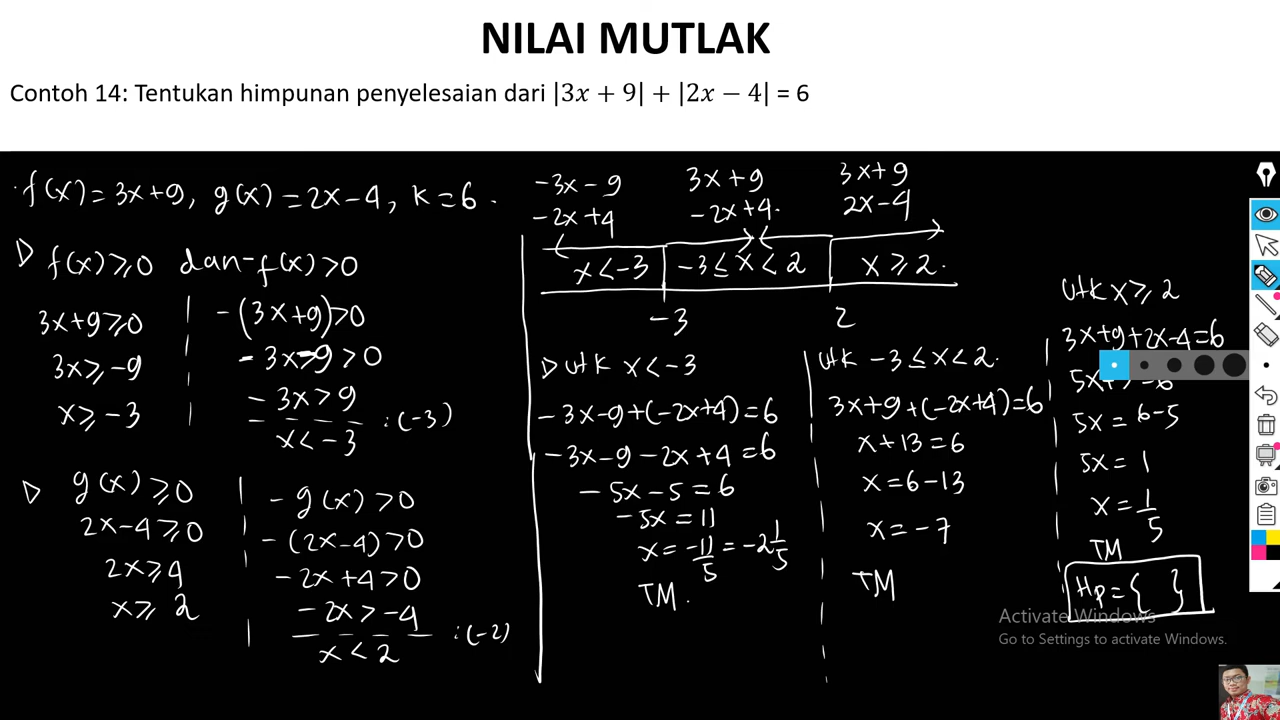 NILAI MUTLAK
Contoh 14: Tentukan himpunan penyelesaian dari |3x + 9| + |2x − 4| = 6
f(x) = 3x+9, g(x) = 2x-4, k = 6.
f(x) ≥ 0 dan -f(x) > 0
3x+9 ≥ 0
3x ≥ -9
x ≥ -3
-(3x+9) > 0
-3x-9 > 0
-3x > 9
x < -3 : (-3)
g(x) ≥ 0
2x-4 ≥ 0
2x ≥ 4
x ≥ 2
-g(x) > 0
-(2x-4) > 0
-2x+4 > 0
-2x > -4
x < 2 : (-2)
-3x-9 3x+9 3x+9
-2x+4 -2x+4. 2x-4
x < -3 -3 ≤ x < 2 x ≥ 2.
-3 2
Utk x < -3
-3x-9+(-2x+4) = 6
-3x-9-2x+4 = 6
-5x-5 = 6
-5x = 11
x = -11/5 = -2 1/5
TM.
Utk -3 ≤ x < 2.
3x+9+(-2x+4) = 6
x+13 = 6
x = 6-13
x = -7
TM
Utk x ≥ 2
3x+9+2x-4 = 6
5x = 6-5
5x = 1
x = 1/5
TM
Hp = { }
Activate Windows
Go to Settings to activate Windows.